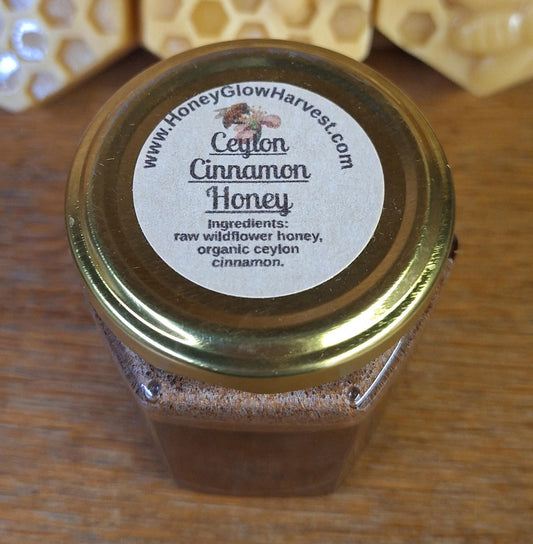 www.HoneyGlowHarvest.com
Ceylon
Cinnamon
Honey
Ingredients:
raw wildflower honey,
organic ceylon
cinnamon.